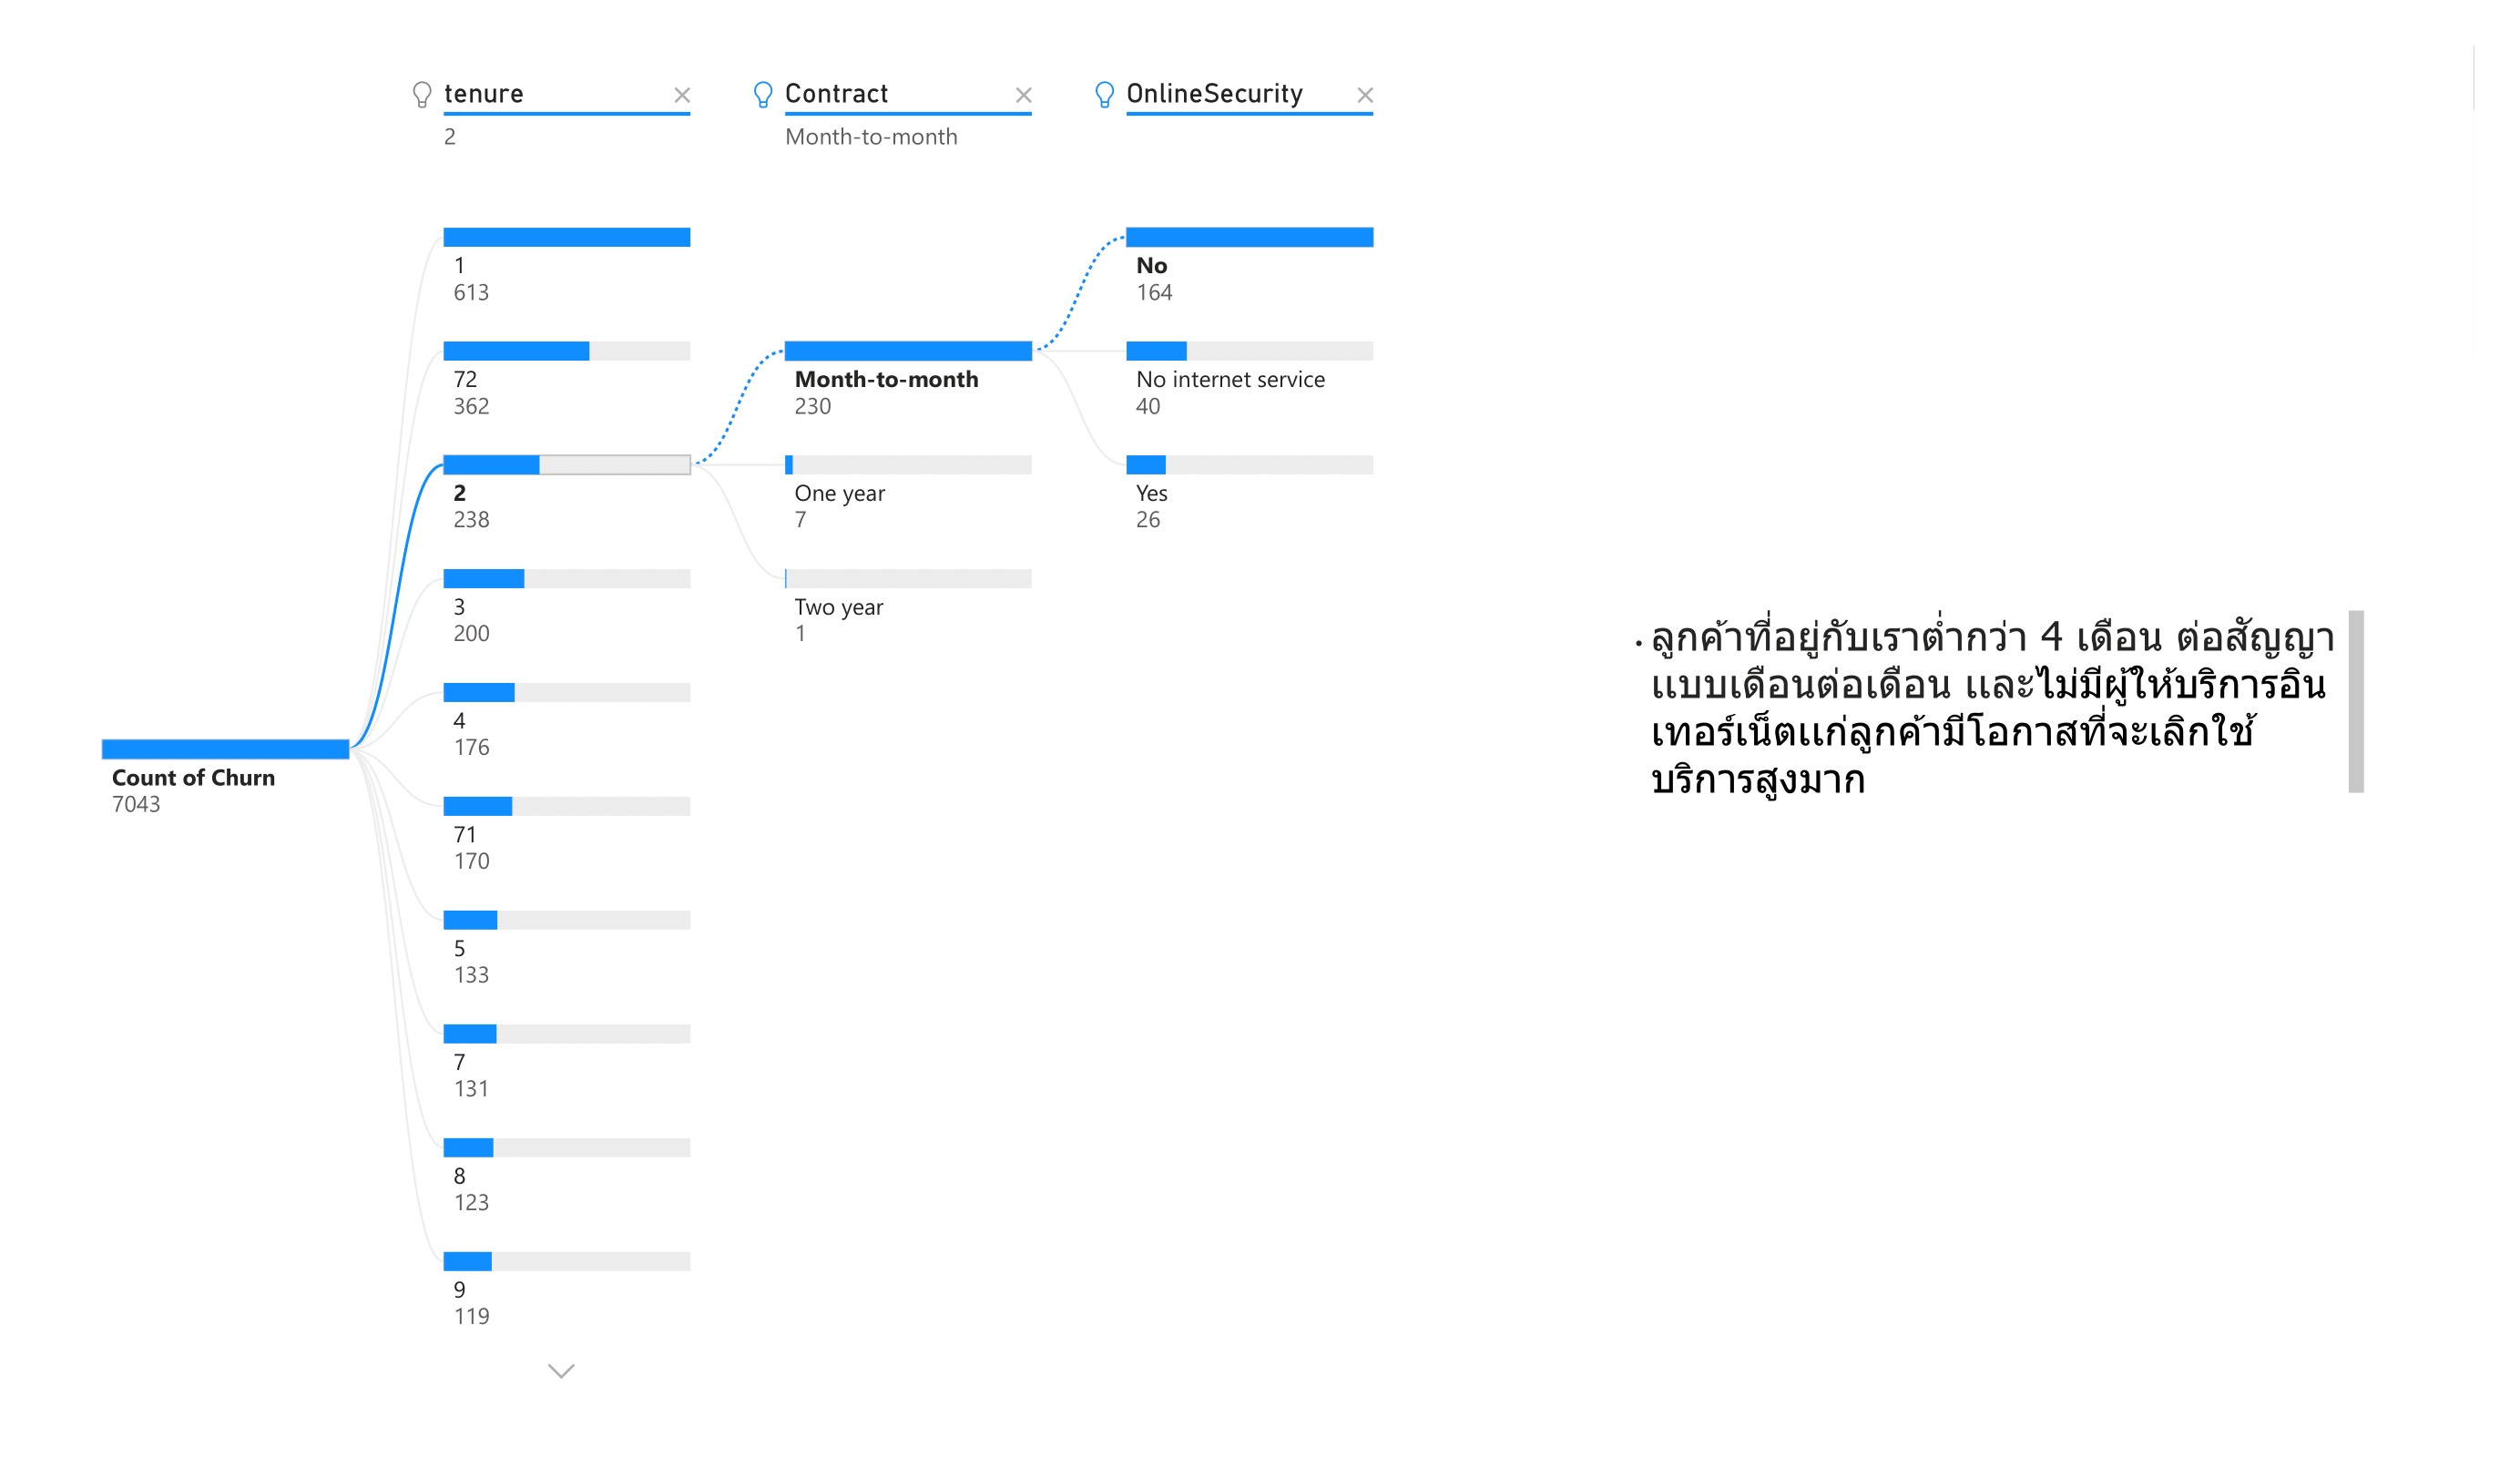 tenure
2
Contract
Month-to-month
OnlineSecurity
Count of Churn
7043
1
613
72
362
2
238
3
200
4
176
71
170
5
133
7
131
8
123
9
119
Month-to-month
230
One year
7
Two year
1
No
164
No internet service
40
Yes
26
• ลูกค้าที่อยู่กับเราต่ำกว่า 4 เดือน ต่อสัญญา
แบบเดือนต่อเดือน และไม่มีผู้ให้บริการอิน
เทอร์เน็ตแก่ลูกค้ามีโอกาสที่จะเลิกใช้
บริการสูงมาก